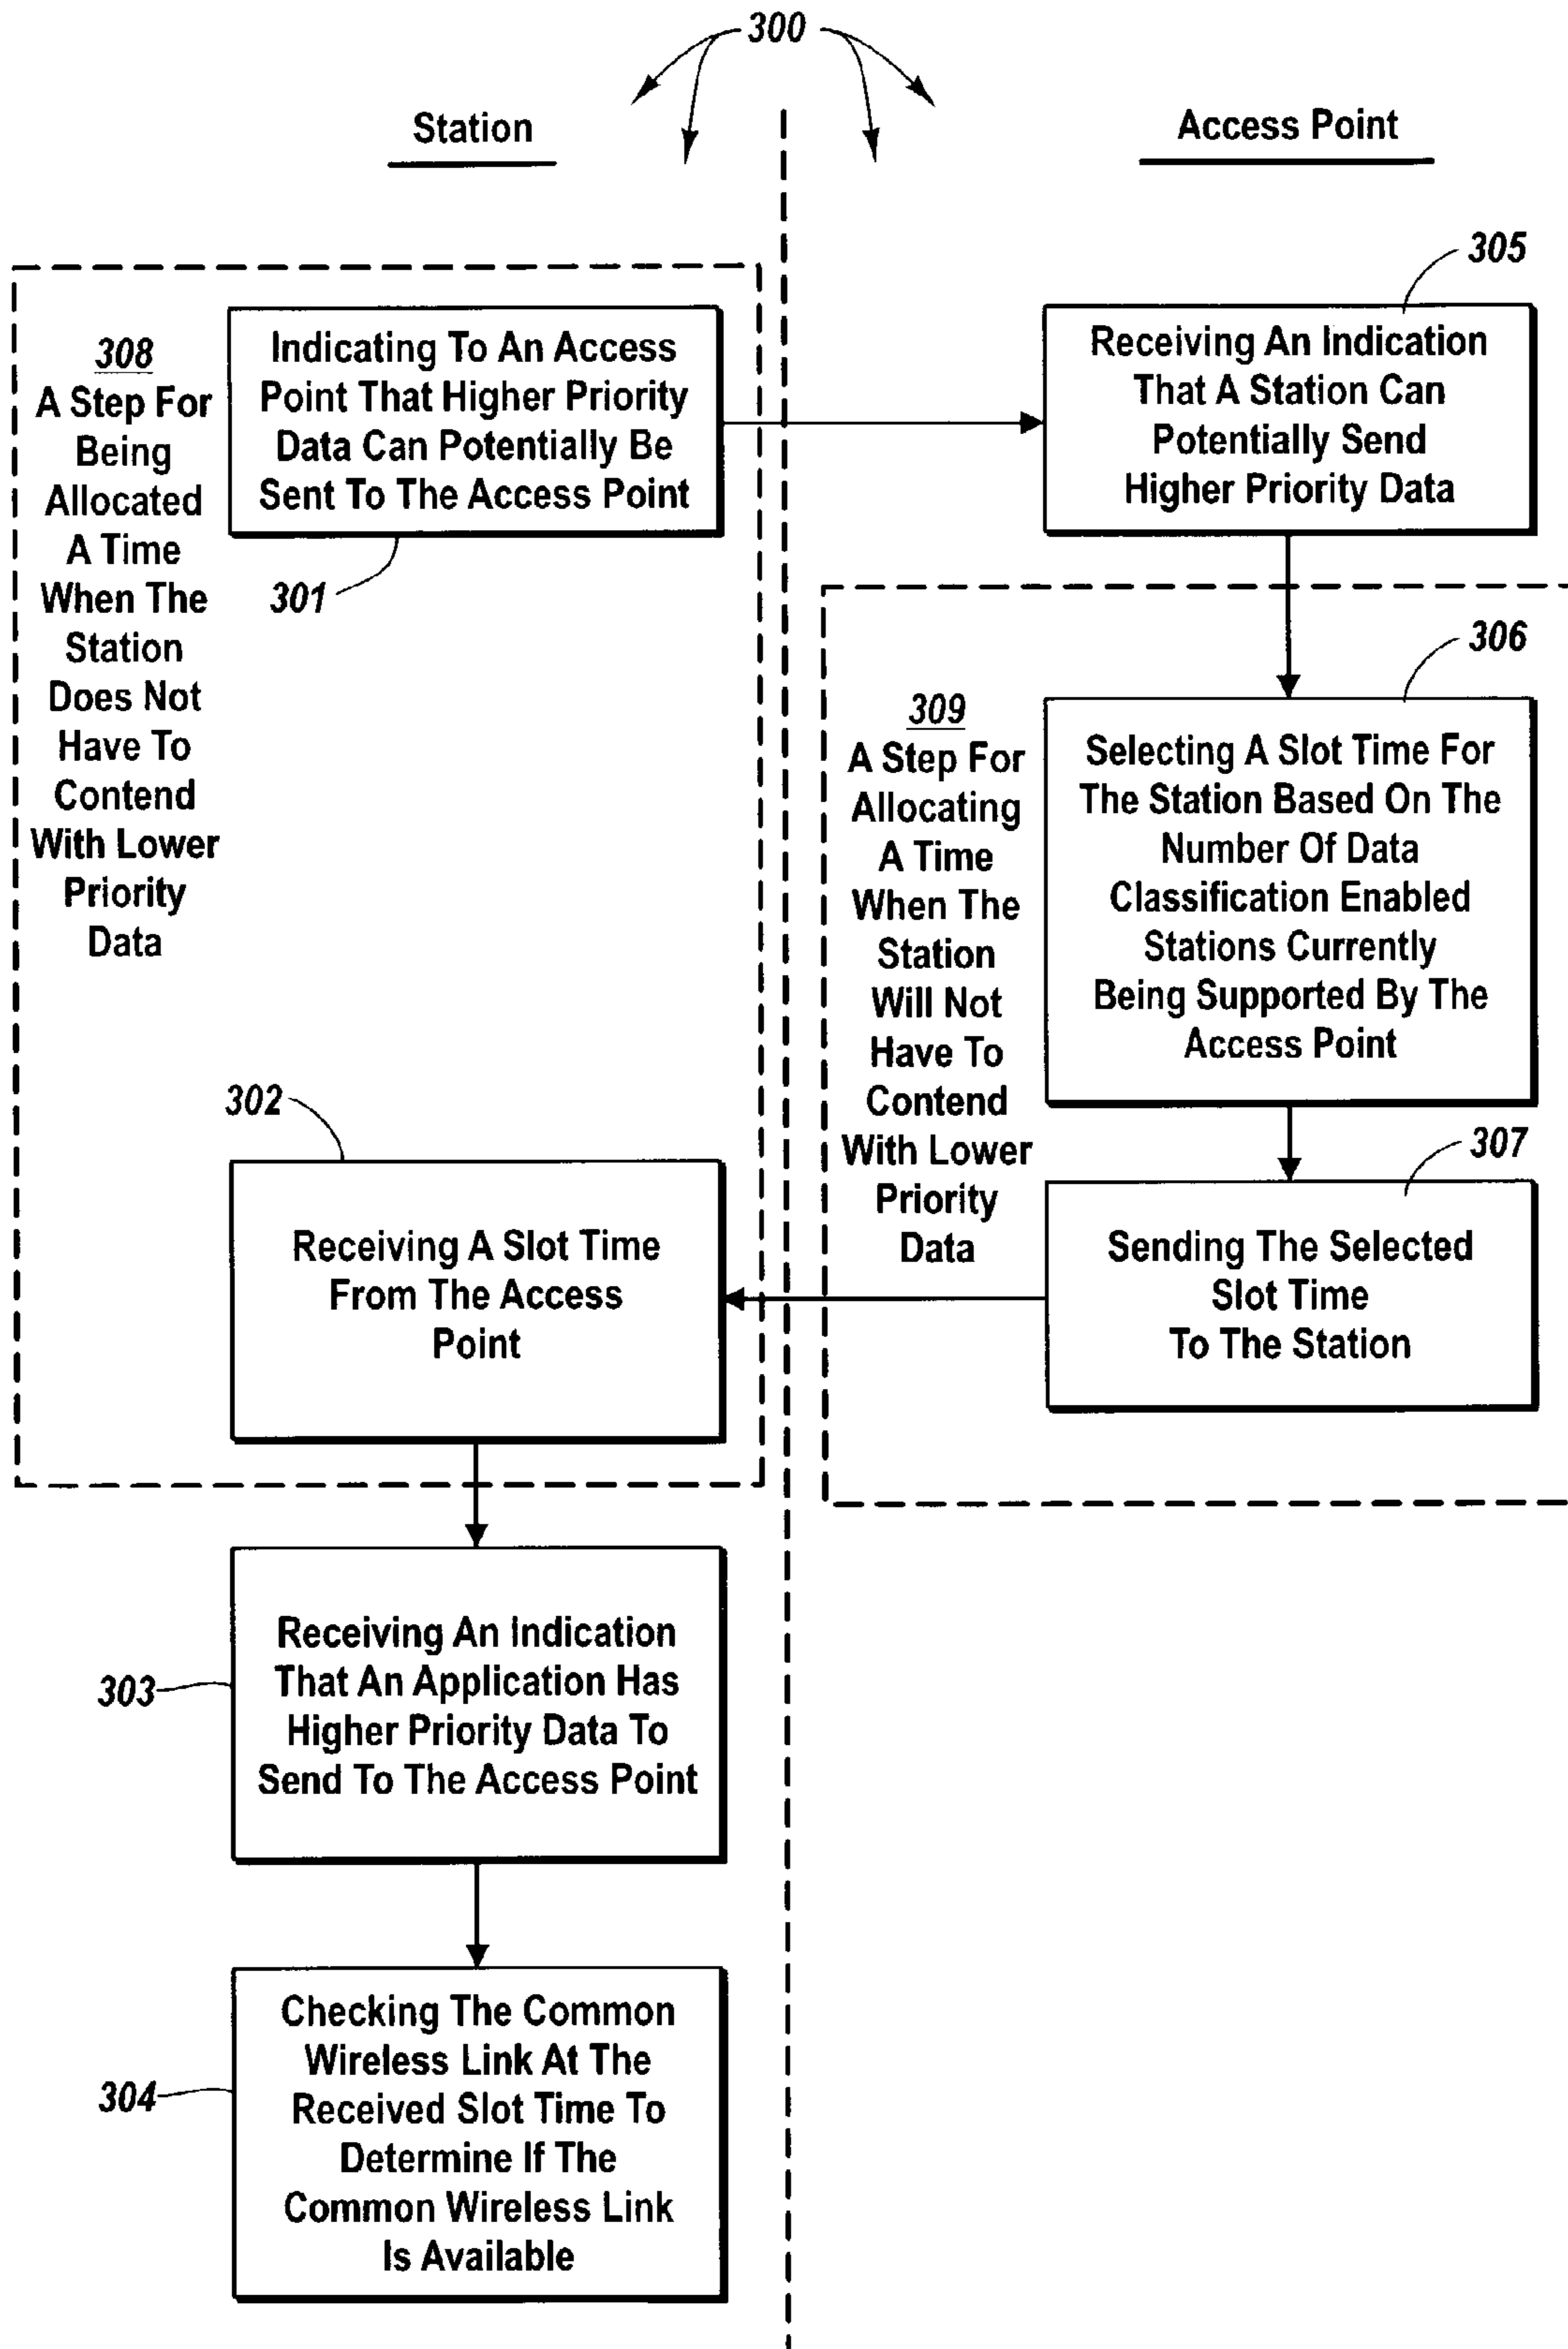 300
Station
Access Point
308
A Step For
Being
Allocated
A Time
When The
Station
Does Not
Have To
Contend
With Lower
Priority
Data
Indicating To An Access
Point That Higher Priority
Data Can Potentially Be
Sent To The Access Point
301
305
Receiving An Indication
That A Station Can
Potentially Send
Higher Priority Data
309
A Step For
Allocating
A Time
When The
Station
Will Not
Have To
Contend
With Lower
Priority
Data
306
Selecting A Slot Time For
The Station Based On The
Number Of Data
Classification Enabled
Stations Currently
Being Supported By The
Access Point
307
Sending The Selected
Slot Time
To The Station
302
Receiving A Slot Time
From The Access
Point
303
Receiving An Indication
That An Application Has
Higher Priority Data To
Send To The Access Point
304
Checking The Common
Wireless Link At The
Received Slot Time To
Determine If The
Common Wireless Link
Is Available